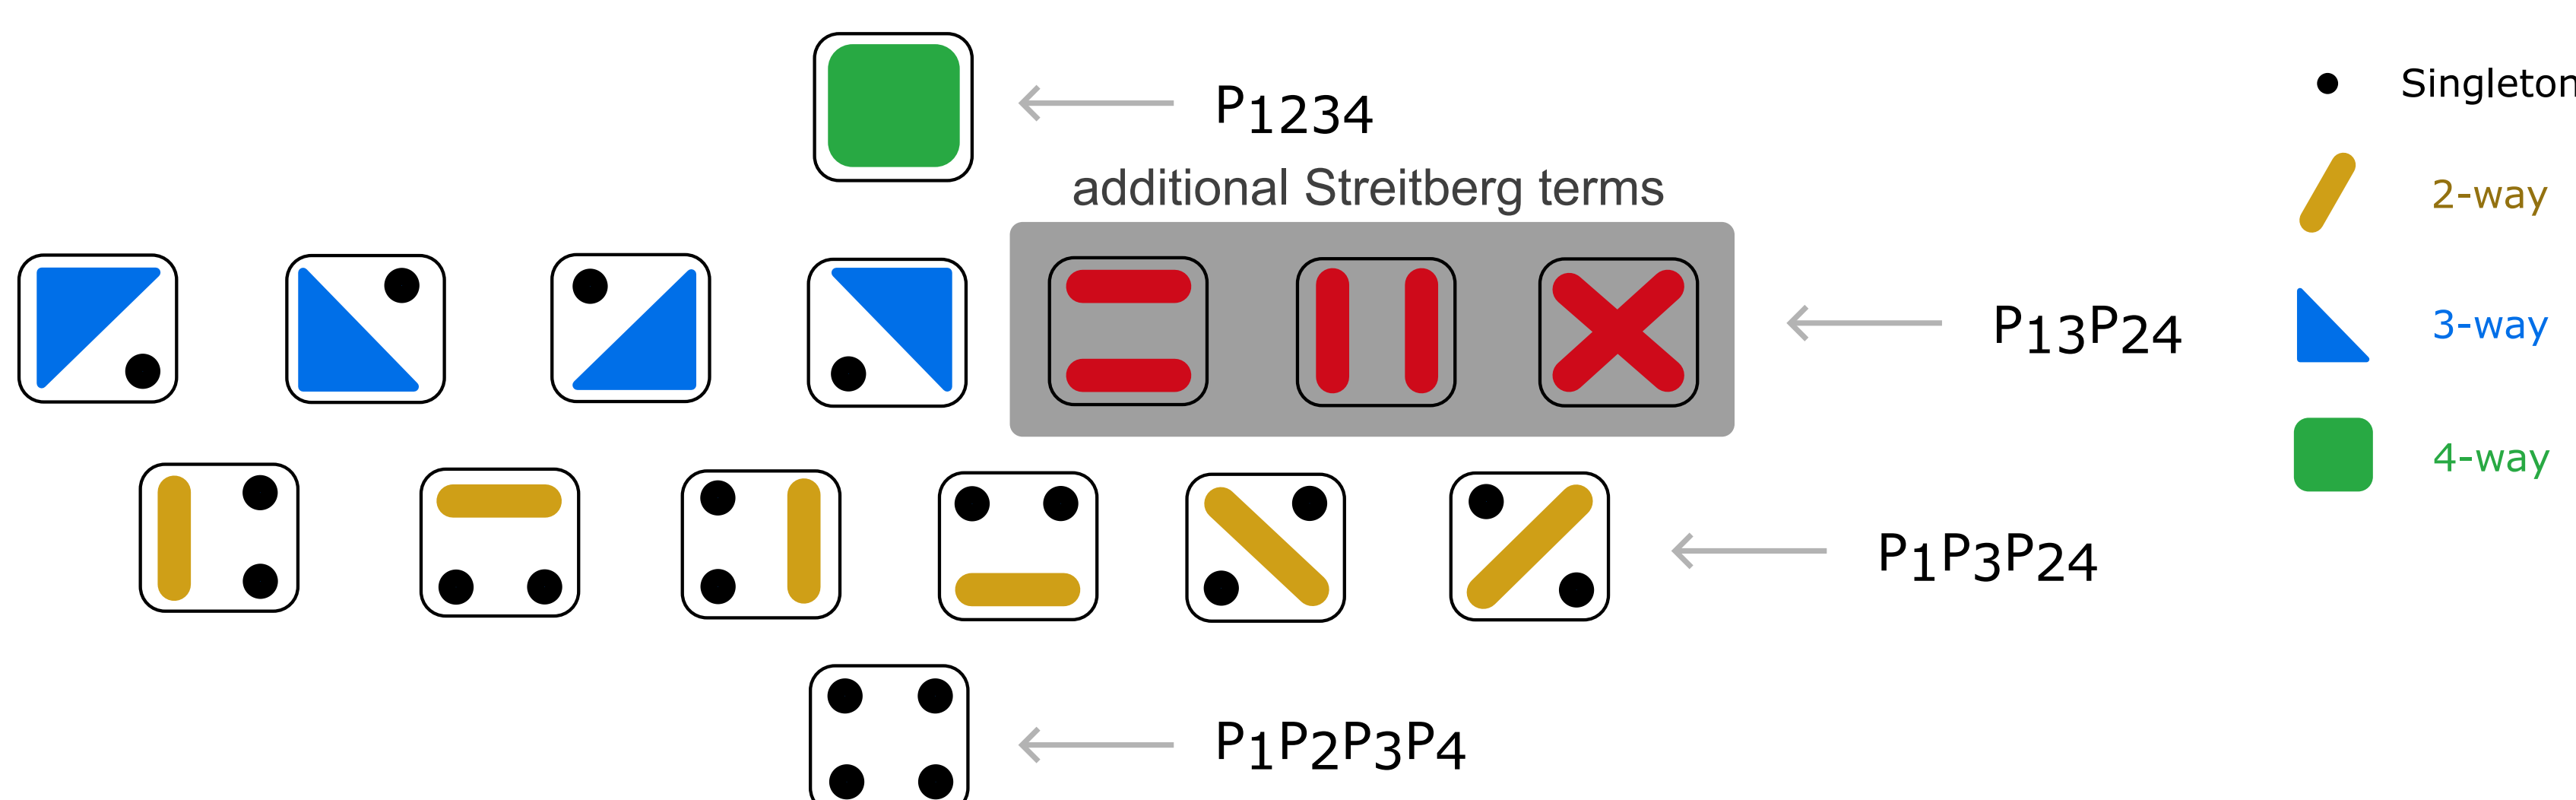 P1234
additional Streitberg terms
P13P24
P1P3P24
P1P2P3P4
Singleton
2-way
3-way
4-way